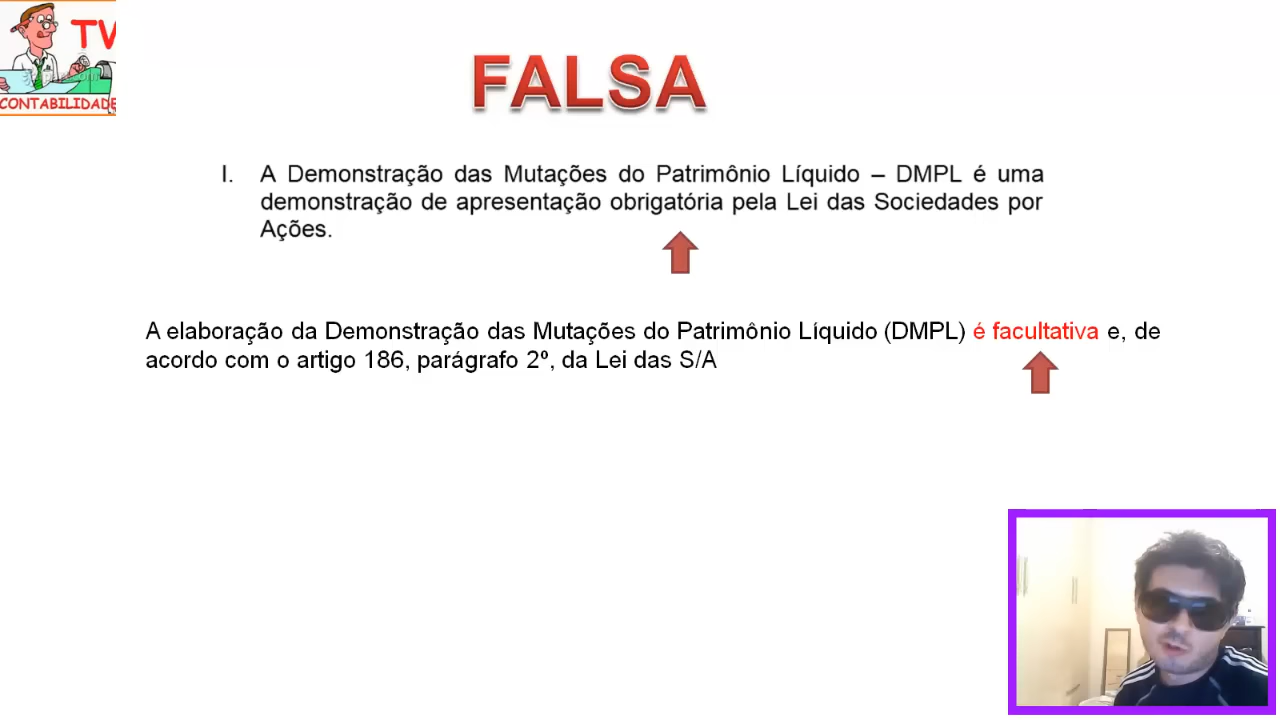 TV
CONTABILIDADE
FALSA
I. A Demonstração das Mutações do Patrimônio Líquido – DMPL é uma
demonstração de apresentação obrigatória pela Lei das Sociedades por
Ações.
A elaboração da Demonstração das Mutações do Patrimônio Líquido (DMPL) é facultativa e, de
acordo com o artigo 186, parágrafo 2º, da Lei das S/A